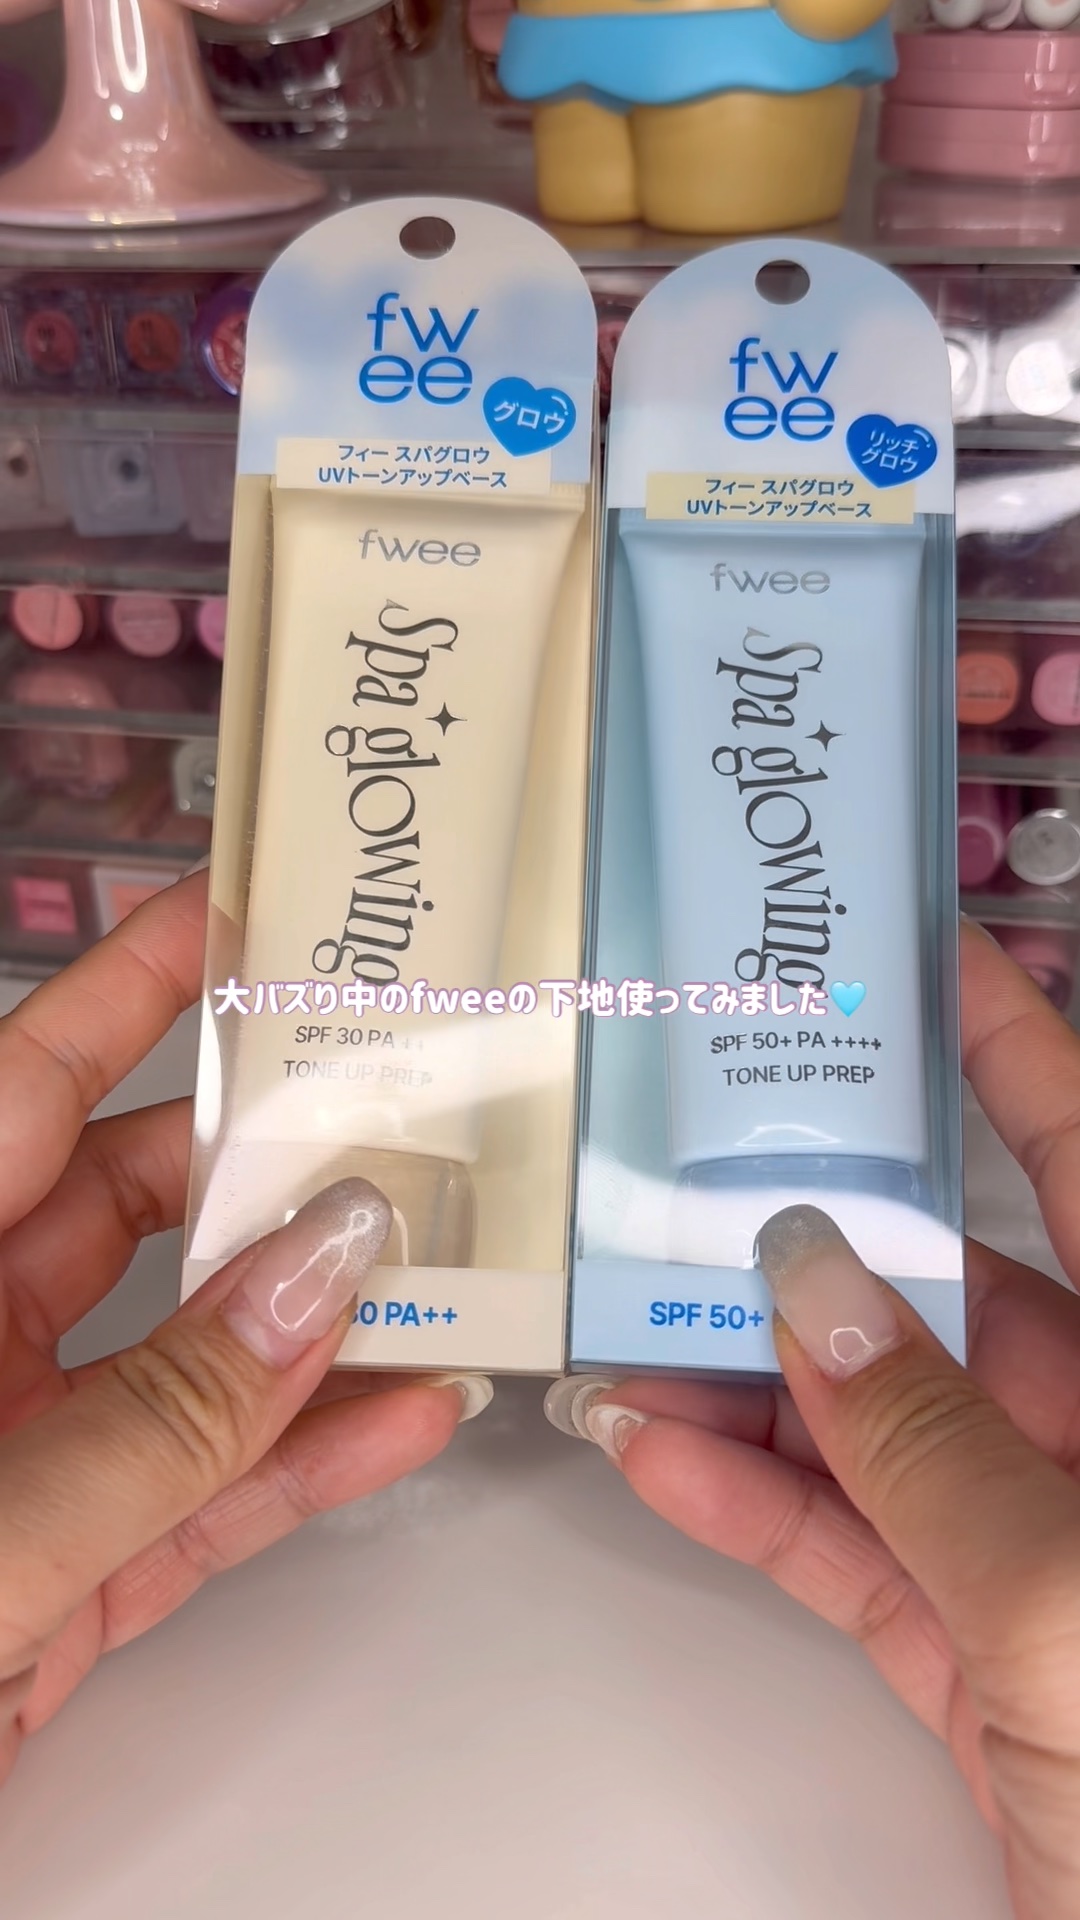 fw
ee
グロウ
フィー スパグロウ
UVトーンアップベース
fwee
Spa glowing
SPF 30 PA ++
TONE UP PREP
0 PA++
fw
ee
リッチ
グロウ
フィー スパグロウ
UVトーンアップベース
fwee
Spa glowing
SPF 50+ PA ++++
TONE UP PREP
SPF 50+
大バズり中のfweeの下地使ってみました🩵